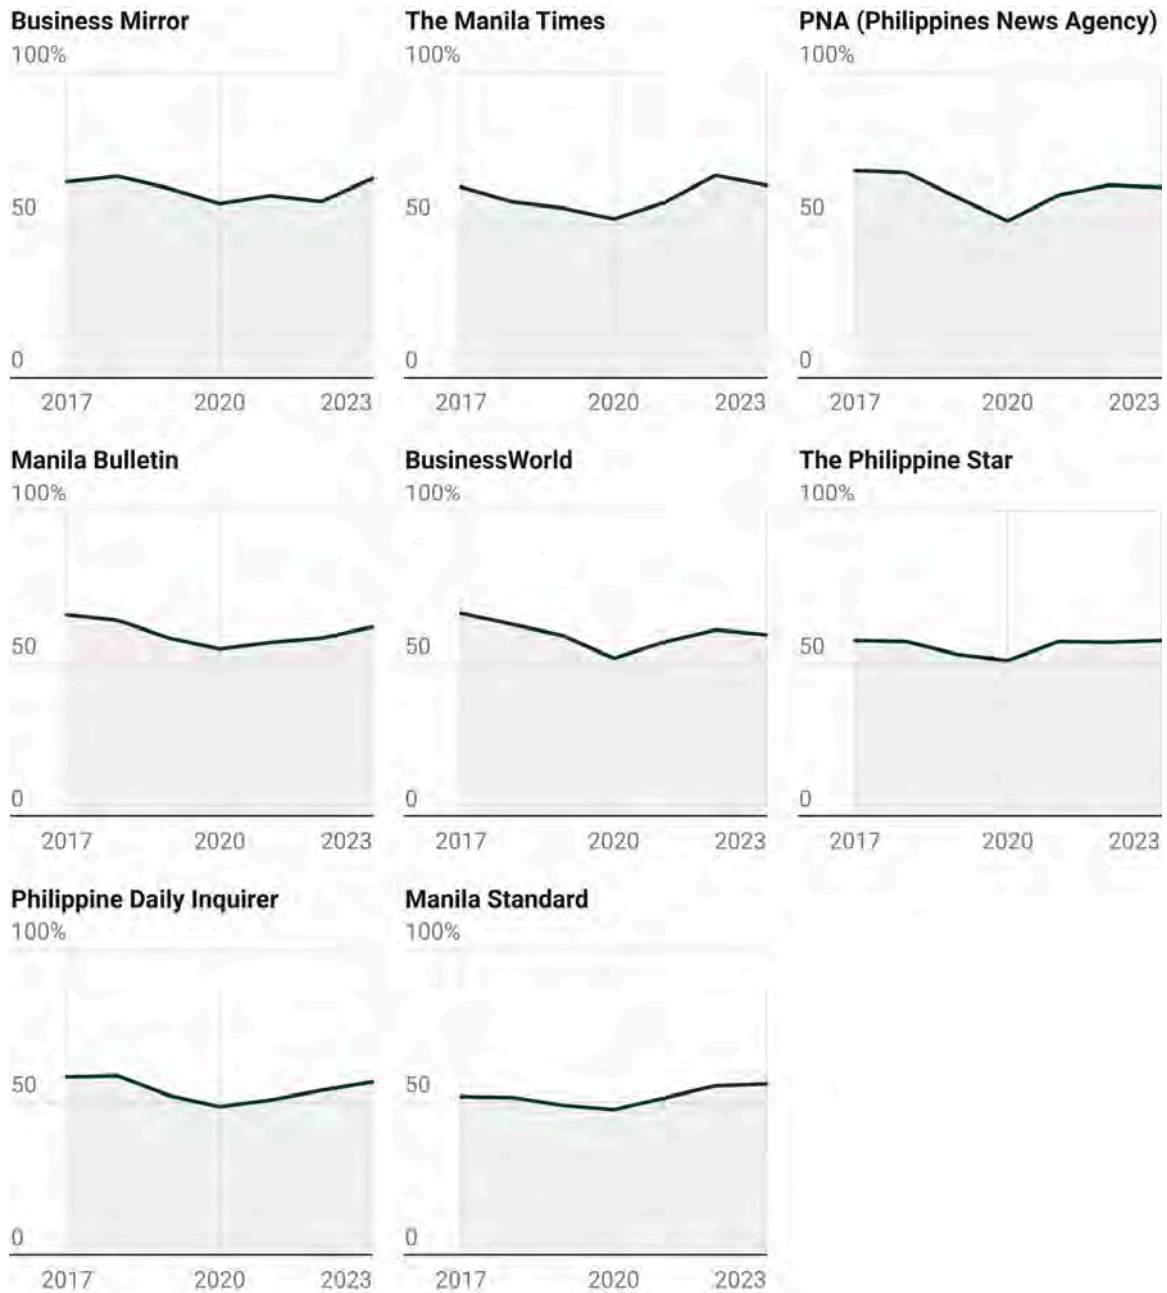 Business Mirror
100%
50
0
2017 2020 2023
The Manila Times
100%
50
0
2017 2020 2023
PNA (Philippines News Agency)
100%
50
0
2017 2020 2023
Manila Bulletin
100%
50
0
2017 2020 2023
BusinessWorld
100%
50
0
2017 2020 2023
The Philippine Star
100%
50
0
2017 2020 2023
Philippine Daily Inquirer
100%
50
0
2017 2020 2023
Manila Standard
100%
50
0
2017 2020 2023